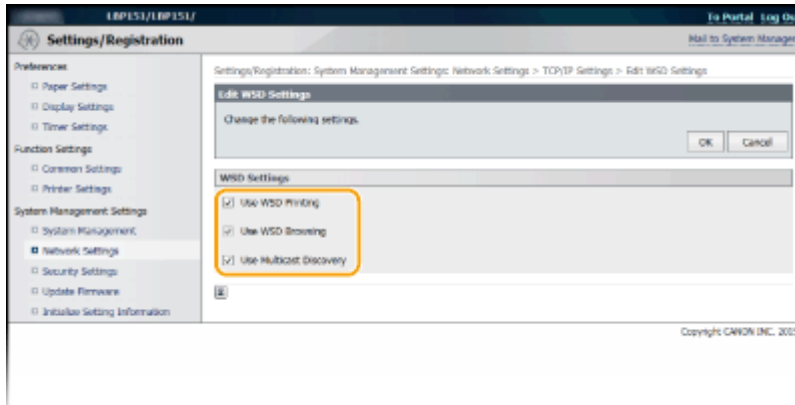 LBP151/LBP151/
To Portal Log Ou
Settings/Registration
Mail to System Manager
Preferences
Settings/Registration: System Management Settings: Network Settings > TCP/IP Settings > Edit WSD Settings
Paper Settings
Display Settings
Timer Settings
Function Settings
Common Settings
Printer Settings
System Management Settings
System Management
Network Settings
Security Settings
Update Firmware
Initialize Setting Information
Edit WSD Settings
Change the following settings.
OK Cancel
WSD Settings
Use WSD Printing
Use WSD Browsing
Use Multicast Discovery
Copyright CANON INC. 2015